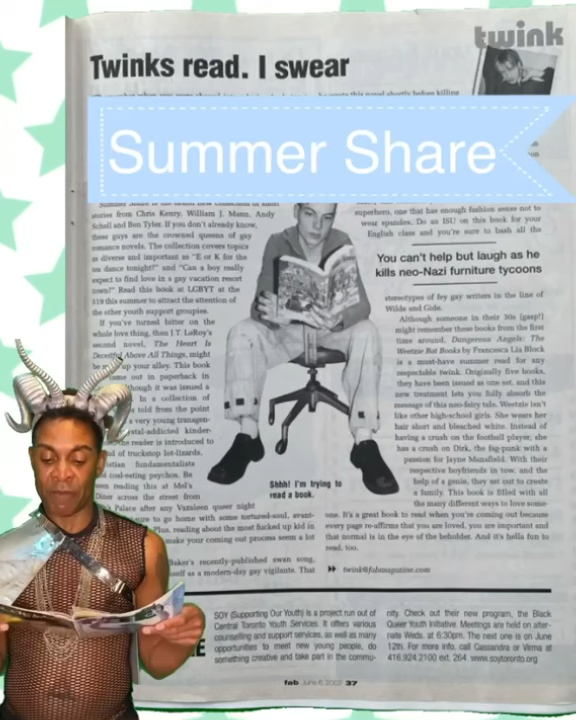 twink
Twinks read. I swear
Summer Share
stories from Chris Kenry, William J. Mann, Andy
Schell and Ben Tyler. If you don't already know,
these guys are the crowned queens of gay
romance novels. The collection covers topics
as diverse and important as "E or K for the
on dance tonight?" and "Can a boy really
expect to find love in a gay vacation resort
town?" Read this book at LGBYT at the
519 this summer to attract the attention of
the other youth support groupies.
If you've turned bitter on the
whole love thing, then J.T. LeRoy's
second novel, The Heart Is
Deceitful Above All Things, might
be up your alley. This book
came out in paperback in
though it was issued a
In a collection of
told from the point
a very young transgen-
crystal-addicted kinder-
the reader is introduced to
of truckstop lot-lizards,
fundamentalists
coal-eating psychos. Be
seen reading this at Mel's
Diner across the street from
Palace after any Vazaleen queer night
sure to go home with some tortured-soul,
Plus, reading about the most fucked up kid in
make your coming out process seem a lot
Baker's recently-published swan song,
as a modern-day gay vigilante. That
Shhh! I'm trying to
read a book.
superhero, one that has enough fashion sense not to
wear spandex. Do an ISU on this book for your
English class and you're sure to bash all the
You can't help but laugh as he
kills neo-Nazi furniture tycoons
stereotypes of fey gay writers in the line of
Wilde and Gide.
Although someone in their 30s (gasp!)
might remember these books from the first
time around, Dangerous Angels: The
Weetzie Bat Books by Francesca Lia Block
is a must-have summer read for any
respectable twink. Originally five books,
they have been issued as one set, and this
new treatment lets you fully absorb the
message of this neo-fairy tale. Weetzie isn't
like other high-school girls. She wears her
hair short and bleached white. Instead of
having a crush on the football player, she
has a crush on Dirk, the fag-punk with a
passion for Jayne Mansfield. With their
respective boyfriends in tow, and the
help of a genie, they set out to create
a family. This book is filled with all
the many different ways to love some-
one. It's a great book to read when you're coming out because
every page re-affirms that you are loved, you are important and
that normal is in the eye of the beholder. And it's hella fun to
read, too.
twink@fabmagazine.com
SOY (Supporting Our Youth) is a project run out of
Central Toronto Youth Services. It offers various
counselling and support services, as well as many
opportunities to meet new young people, do
something creative and take part in the commu-
nity. Check out their new program, the Black
Queer Youth Initiative. Meetings are held on alter-
nate Weds. at 6:30pm. The next one is on June
12th. For more info, call Cassandra or Virma at
416.924.2100 ext. 264. www.soytoronto.org
fab June 6, 2002 37